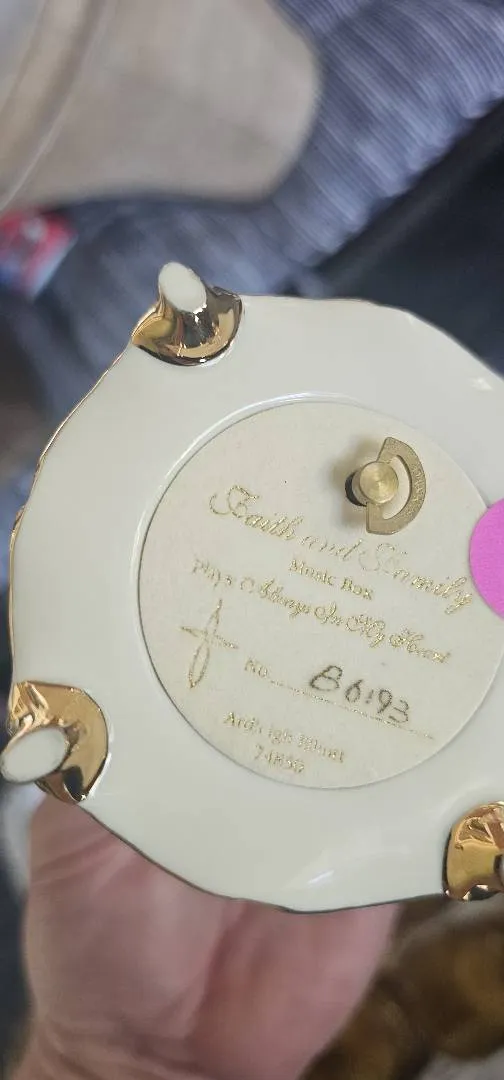 Faith and Family
Music Box
Plays: Always In My Heart
No. B6193
Ardleigh Elliott